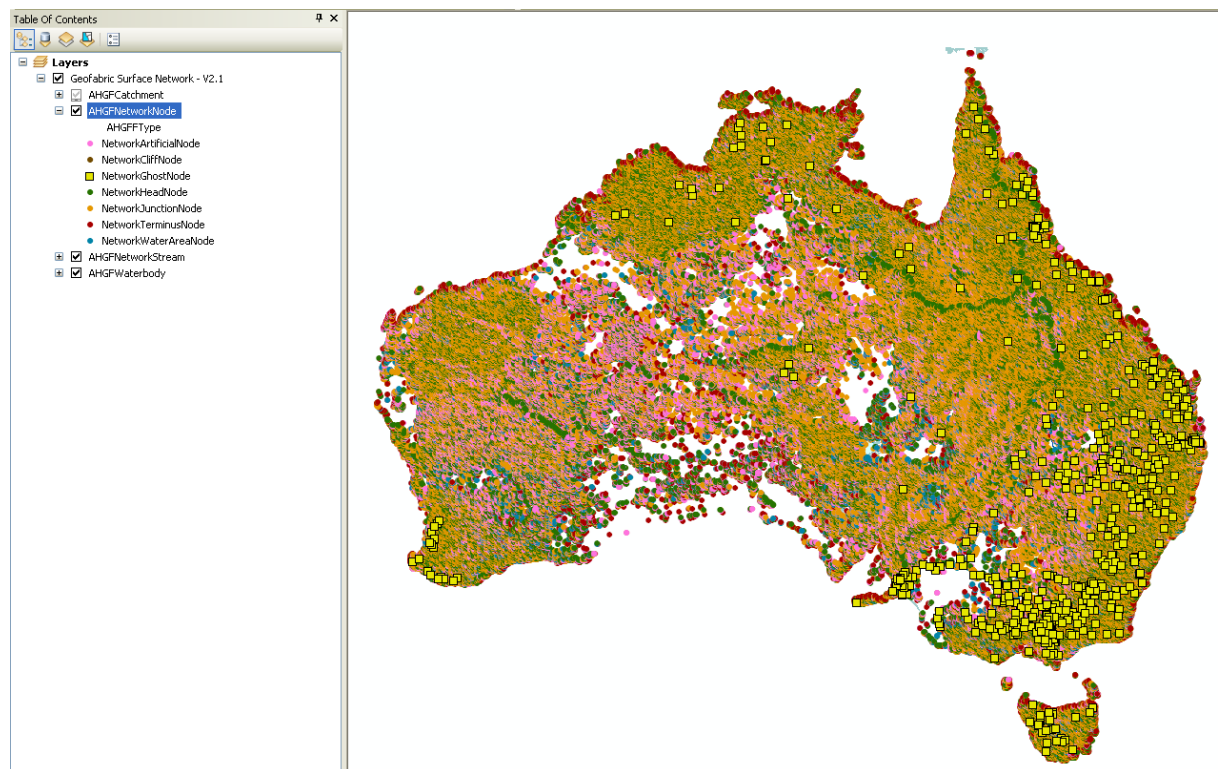 Table Of Contents
Layers
Geofabric Surface Network - V2.1
AHGFCatchment
AHGFNetworkNode
AHGFFType
NetworkArtificialNode
NetworkCliffNode
NetworkGhostNode
NetworkHeadNode
NetworkJunctionNode
NetworkTerminusNode
NetworkWaterAreaNode
AHGFNetworkStream
AHGFWaterbody